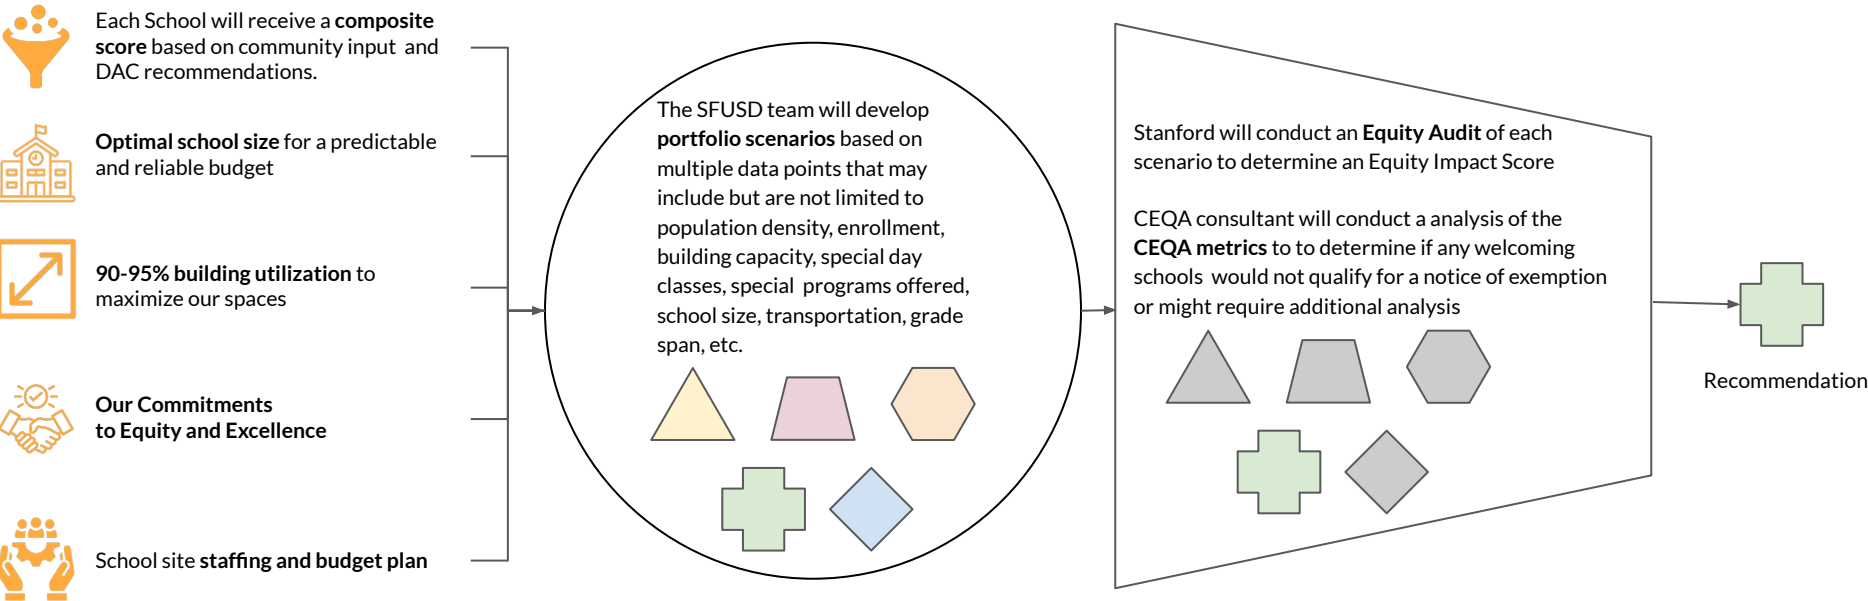 Each School will receive a composite
score based on community input and
DAC recommendations.
Optimal school size for a predictable
and reliable budget
90-95% building utilization to
maximize our spaces
Our Commitments
to Equity and Excellence
School site staffing and budget plan
The SFUSD team will develop
portfolio scenarios based on
multiple data points that may
include but are not limited to
population density, enrollment,
building capacity, special day
classes, special programs offered,
school size, transportation, grade
span, etc.
Stanford will conduct an Equity Audit of each
scenario to determine an Equity Impact Score
CEQA consultant will conduct a analysis of the
CEQA metrics to to determine if any welcoming
schools would not qualify for a notice of exemption
or might require additional analysis
Recommendation